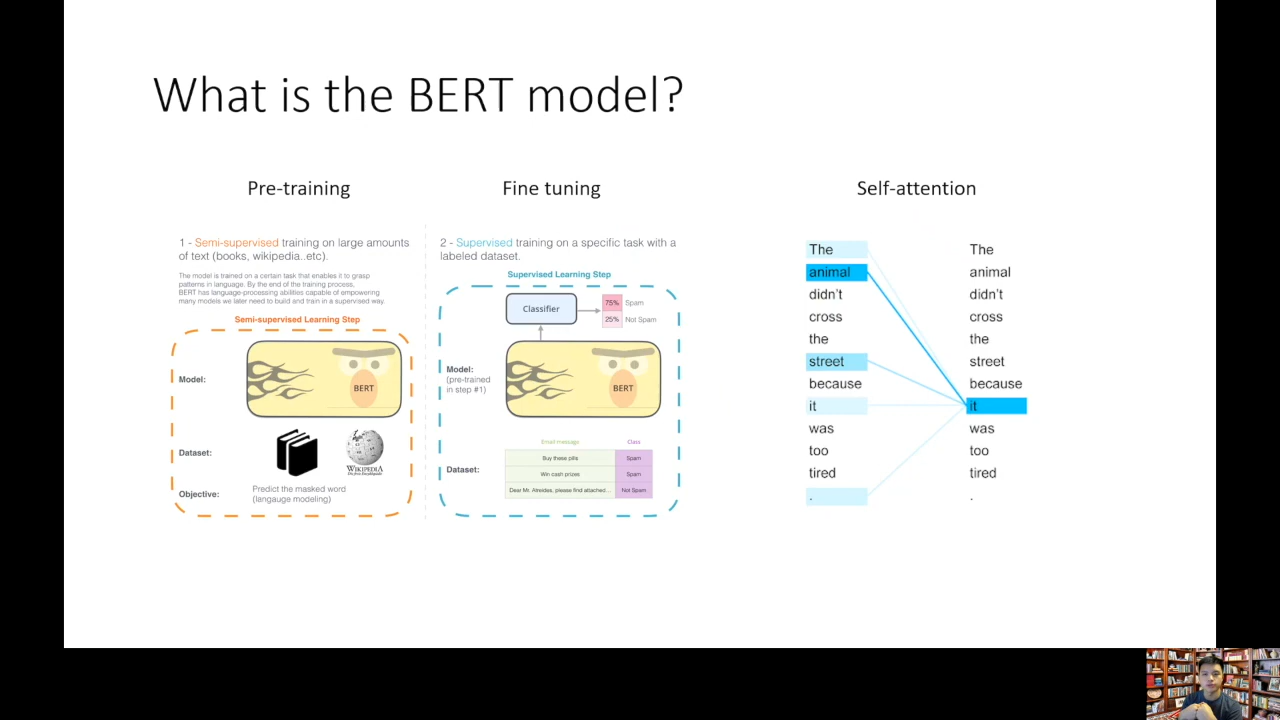 What is the BERT model?
Pre-training
1 - Semi-supervised training on large amounts
of text (books, wikipedia..etc).
The model is trained on a certain task that enables it to grasp
patterns in language. By the end of the training process,
BERT has language-processing abilities capable of empowering
many models we later need to build and train in a supervised way.
Semi-supervised Learning Step
Model:
BERT
Dataset:
WIKIPEDIA
Objective:
Predict the masked word
(langauge modeling)
Fine tuning
2 - Supervised training on a specific task with a
labeled dataset.
Supervised Learning Step
Classifier
75% Spam
25% Not Spam
Model:
(pre-trained
in step #1)
BERT
Dataset:
Email message Class
Buy these pills Spam
Win cash prizes Spam
Dear Mr. Atreides, please find attached... Not Spam
Self-attention
The The
animal animal
didn't didn't
cross cross
the the
street street
because because
it it
was was
too too
tired tired
. .